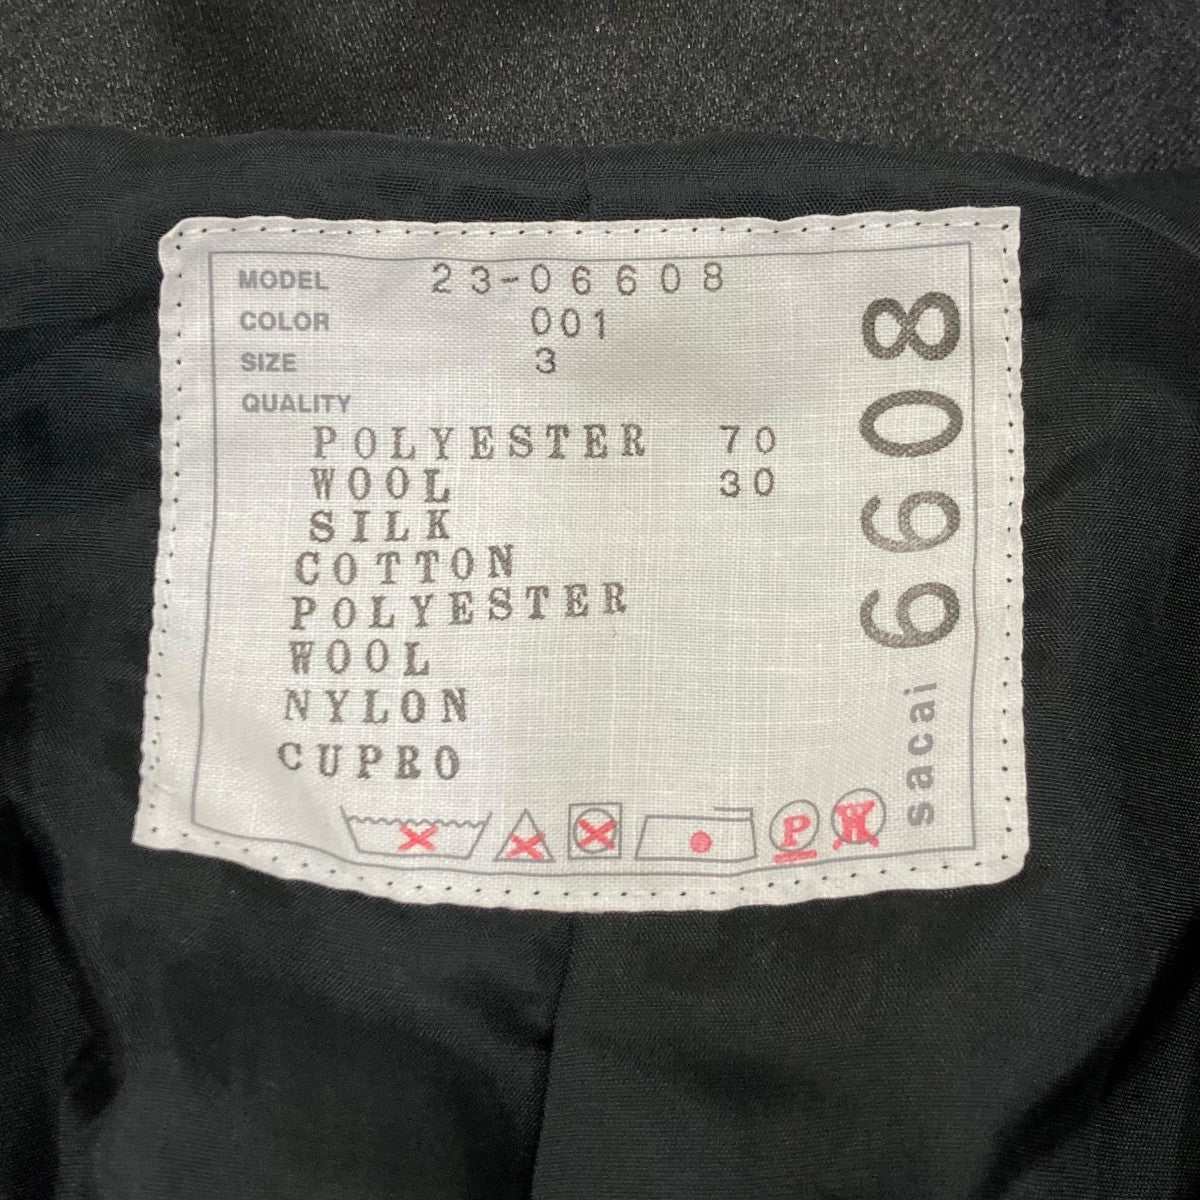 MODEL 23-06608
COLOR 001
SIZE 3
QUALITY
POLYESTER 70
WOOL 30
SILK
COTTON
POLYESTER
WOOL
NYLON
CUPRO
P W
sacai 6608